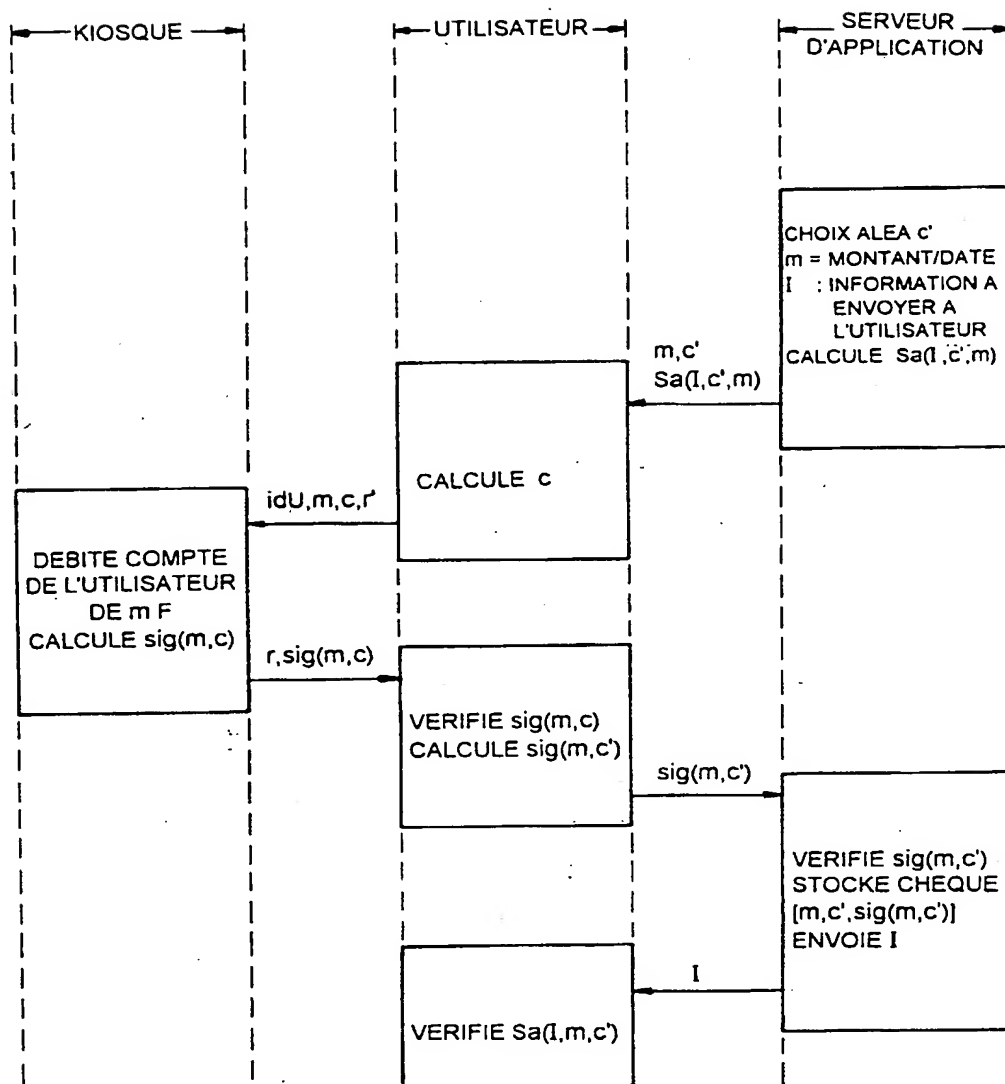 KIOSQUE
UTILISATEUR
SERVEUR
D'APPLICATION
CHOIX ALEA c'
m = MONTANT/DATE
I : INFORMATION A
ENVOYER A
L'UTILISATEUR
CALCULE Sa(I,c',m)
m,c'
Sa(I,c',m)
CALCULE c
idU,m,c,r'
DEBITE COMPTE
DE L'UTILISATEUR
DE m F
CALCULE sig(m,c)
r,sig(m,c)
VERIFIE sig(m,c)
CALCULE sig(m,c')
sig(m,c')
VERIFIE sig(m,c')
STOCKE CHEQUE
[m,c',sig(m,c')]
ENVOIE I
I
VERIFIE Sa(I,m,c')